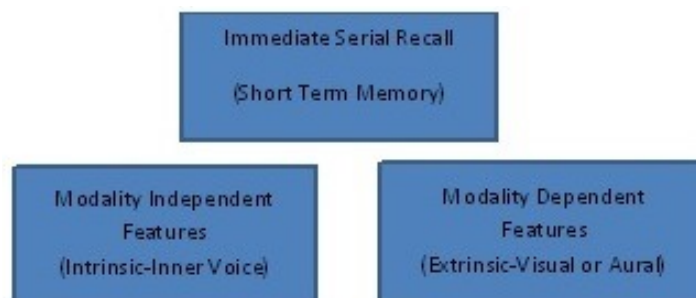 Immediate Serial Recall
(Short Term Memory)
Modality Independent
Features
(Intrinsic-Inner Voice)
Modality Dependent
Features
(Extrinsic-Visual or Aural)